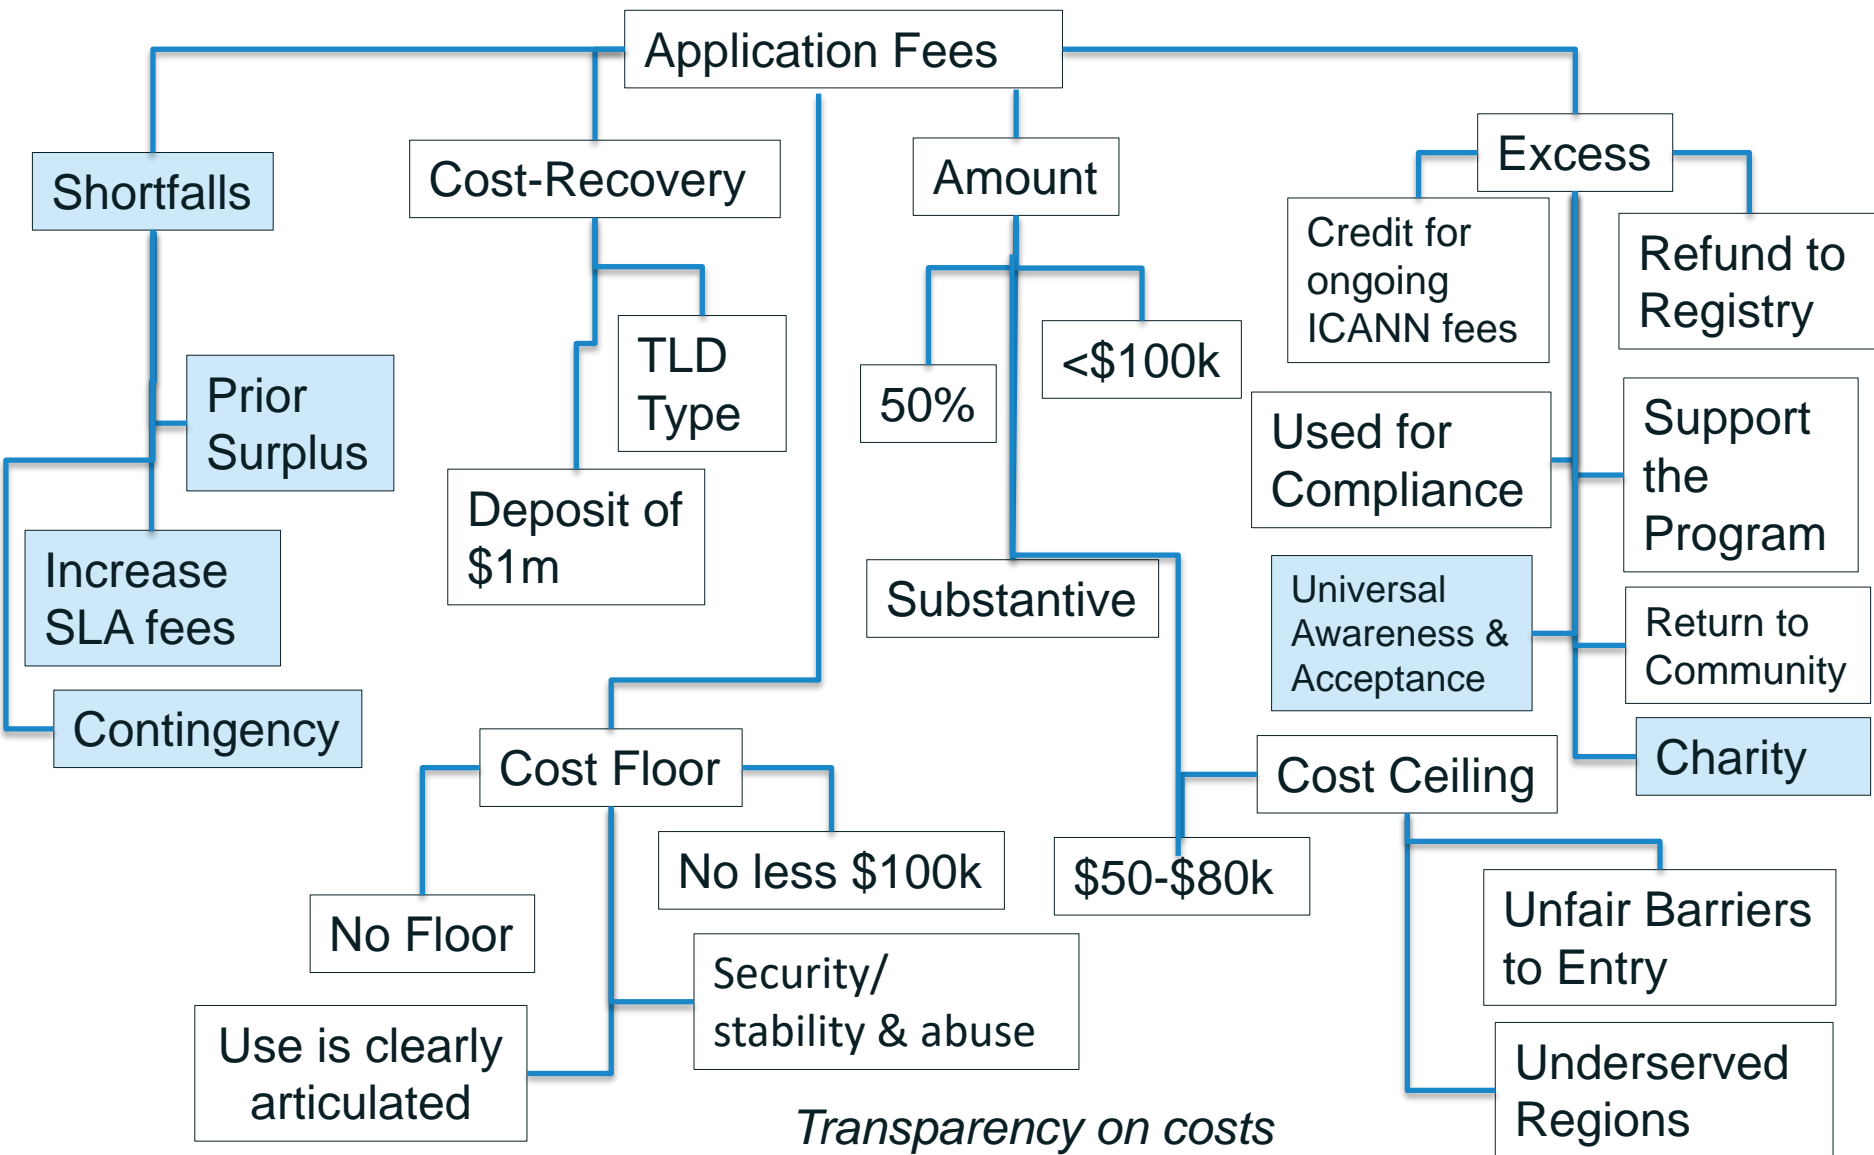 Application Fees
Shortfalls
Cost-Recovery
Amount
Excess
Credit for
ongoing
ICANN fees
Refund to
Registry
Prior
Surplus
TLD
Type
50%
<$100k
Used for
Compliance
Support
the
Program
Deposit of
$1m
Increase
SLA fees
Substantive
Universal
Awareness &
Acceptance
Return to
Community
Contingency
Cost Floor
Cost Ceiling
Charity
No Floor
No less $100k
$50-$80k
Unfair Barriers
to Entry
Security/
stability & abuse
Use is clearly
articulated
Underserved
Regions
Transparency on costs